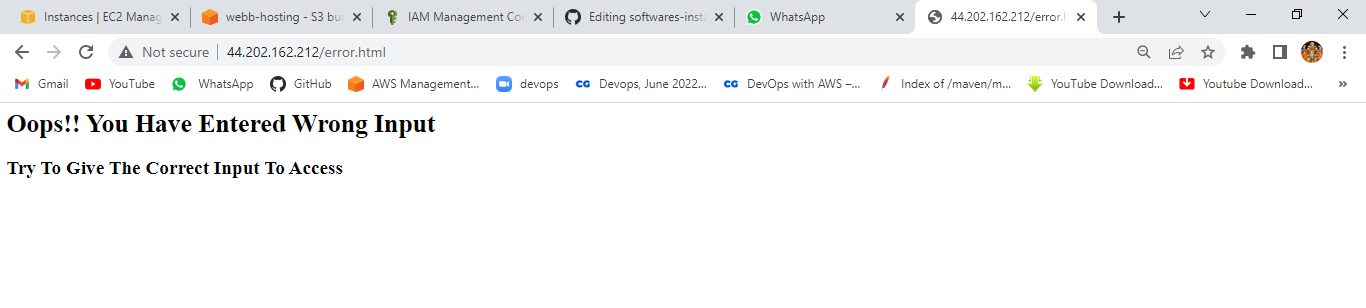 Instances | EC2 Manag
webb-hosting - S3 bu
IAM Management Co
Editing softwares-inst
WhatsApp
44.202.162.212/error.h
Not secure
44.202.162.212/error.html
Gmail
YouTube
WhatsApp
GitHub
AWS Management...
devops
CG
Devops, June 2022...
CG
DevOps with AWS –...
Index of /maven/m...
YouTube Download...
Youtube Download...
»
Oops!! You Have Entered Wrong Input
Try To Give The Correct Input To Access